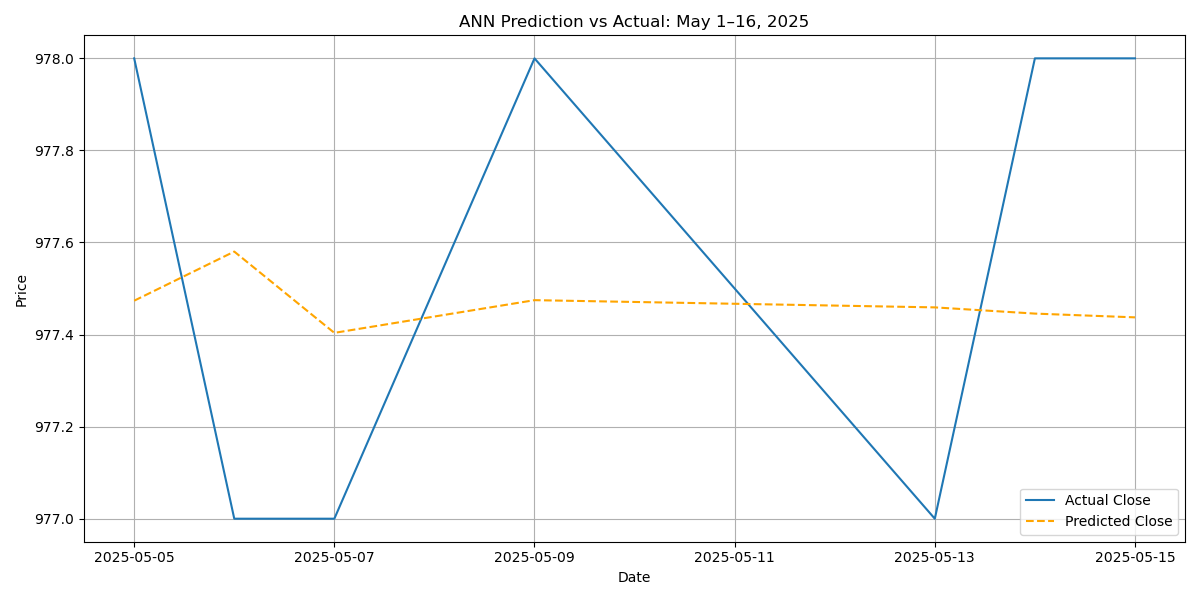 ANN Prediction vs Actual: May 1–16, 2025
Price
978.0
977.8
977.6
977.4
977.2
977.0
Actual Close
Predicted Close
2025-05-05 2025-05-07 2025-05-09 2025-05-11 2025-05-13 2025-05-15
Date